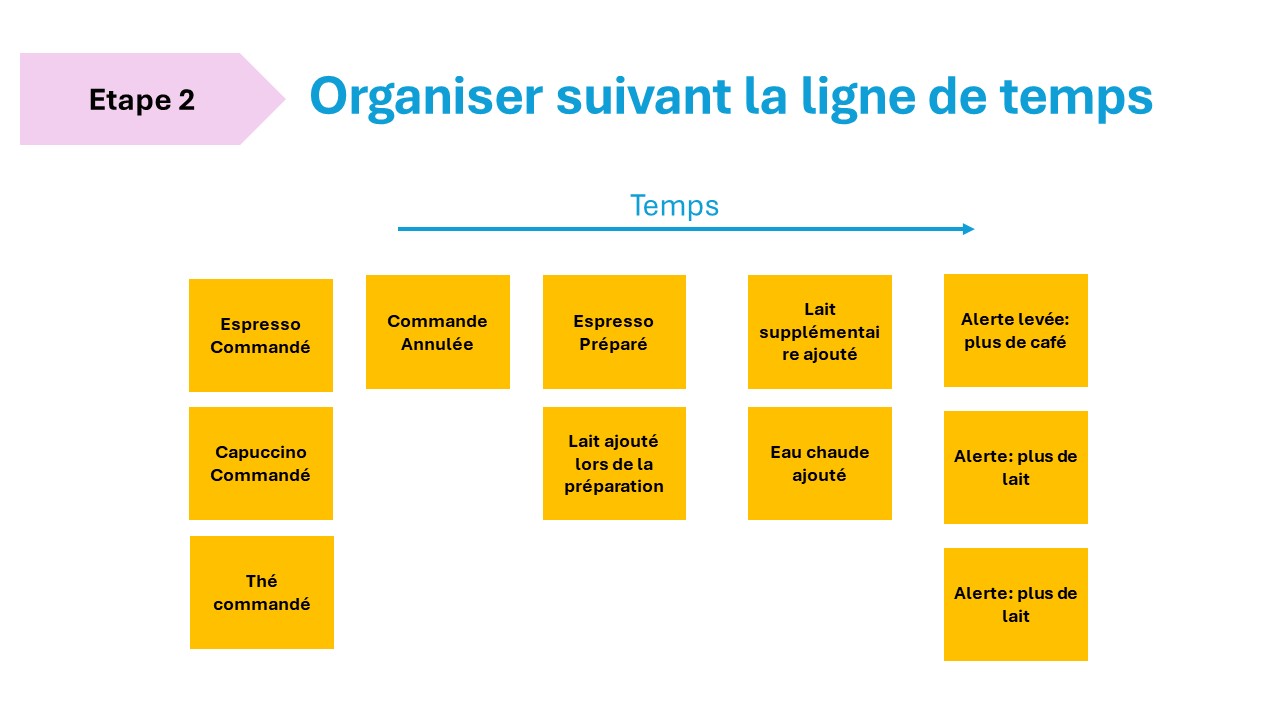 Etape 2
Organiser suivant la ligne de temps
Temps
Espresso
Commandé
Commande
Annulée
Espresso
Préparé
Lait
supplémentai
re ajouté
Alerte levée:
plus de café
Capuccino
Commandé
Lait ajouté
lors de la
préparation
Eau chaude
ajouté
Alerte: plus de
lait
Thé
commandé
Alerte: plus de
lait